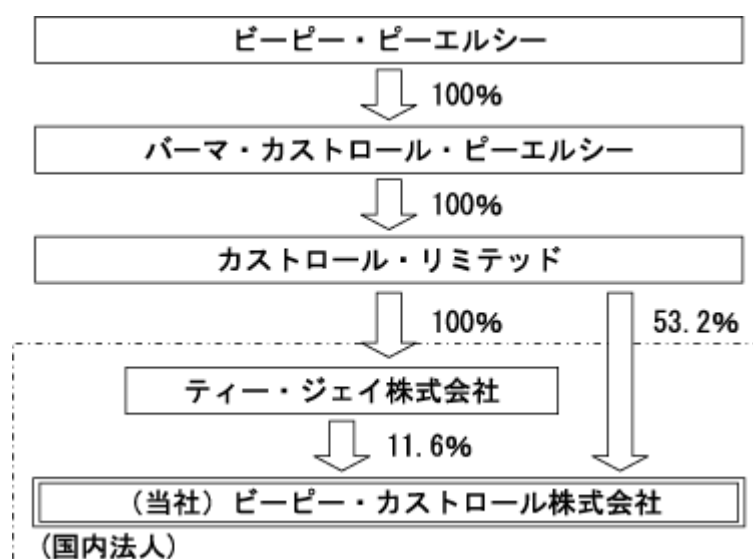 ビーピー・ピーエルシー
100%
バーマ・カストロール・ピーエルシー
100%
カストロール・リミテッド
100%
53.2%
ティー・ジェイ株式会社
11.6%
（当社）ビーピー・カストロール株式会社
(国内法人)